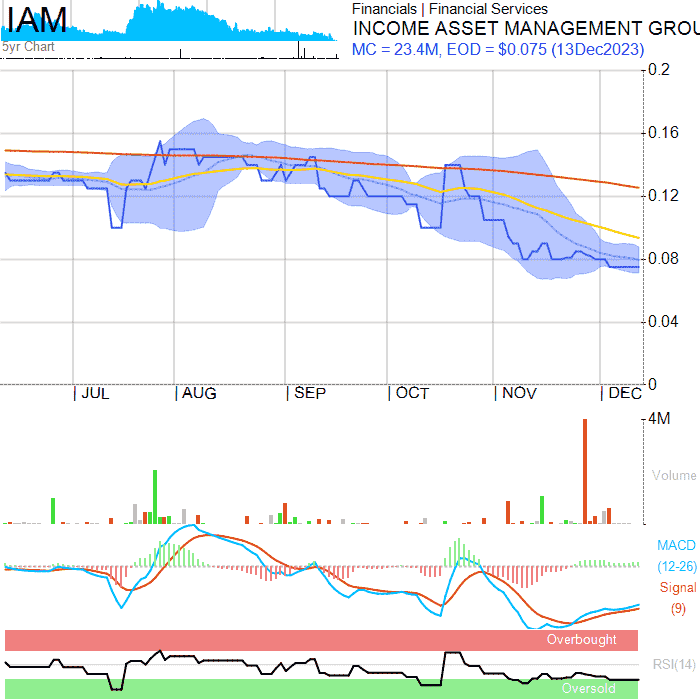 IAM
5yr Chart
Financials | Financial Services
INCOME ASSET MANAGEMENT GROU
MC = 23.4M, EOD = $0.075 (13Dec2023)
0.2
0.16
0.12
0.08
0.04
0
JUL
AUG
SEP
OCT
NOV
DEC
4M
Volume
MACD
(12-26)
Signal
(9)
Overbought
RSI(14)
Oversold